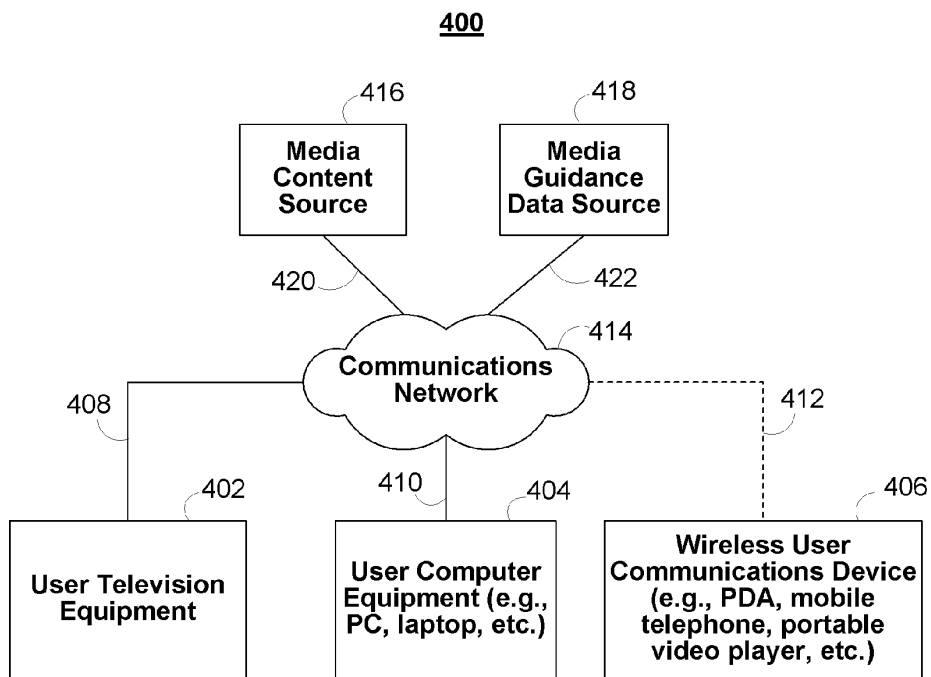 400
416
418
Media
Content
Source
Media
Guidance
Data Source
420
422
414
Communications
Network
408
412
410
402
404
406
User Television
Equipment
User Computer
Equipment (e.g.,
PC, laptop, etc.)
Wireless User
Communications Device
(e.g., PDA, mobile
telephone, portable
video player, etc.)